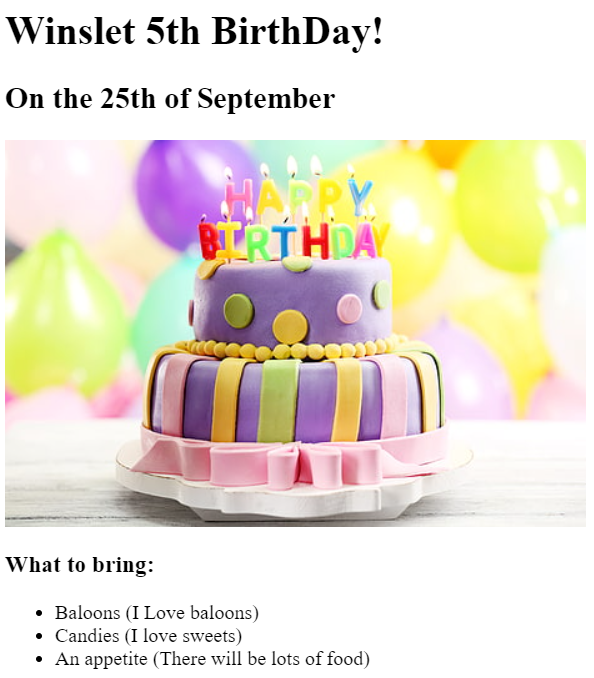 Winslet 5th BirthDay!
On the 25th of September
HAPPY
BIRTHDAY
What to bring:
Baloons (I Love baloons)
Candies (I love sweets)
An appetite (There will be lots of food)